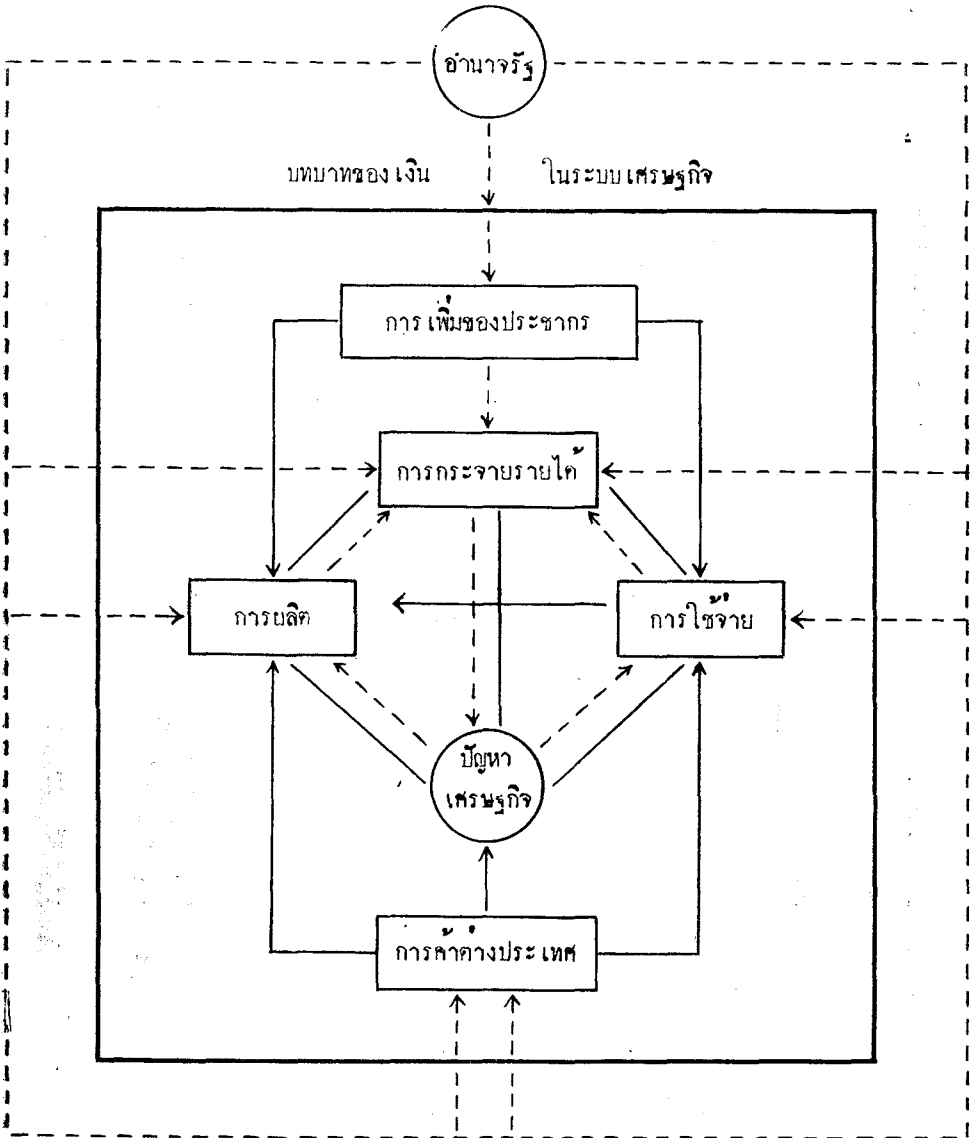 อำนาจรัฐ
บทบาทของเงิน ในระบบเศรษฐกิจ
การเพิ่มของประชากร
การกระจายรายได้
การผลิต
การใช้จ่าย
ปัญหา
เศรษฐกิจ
การค้าต่างประเทศ